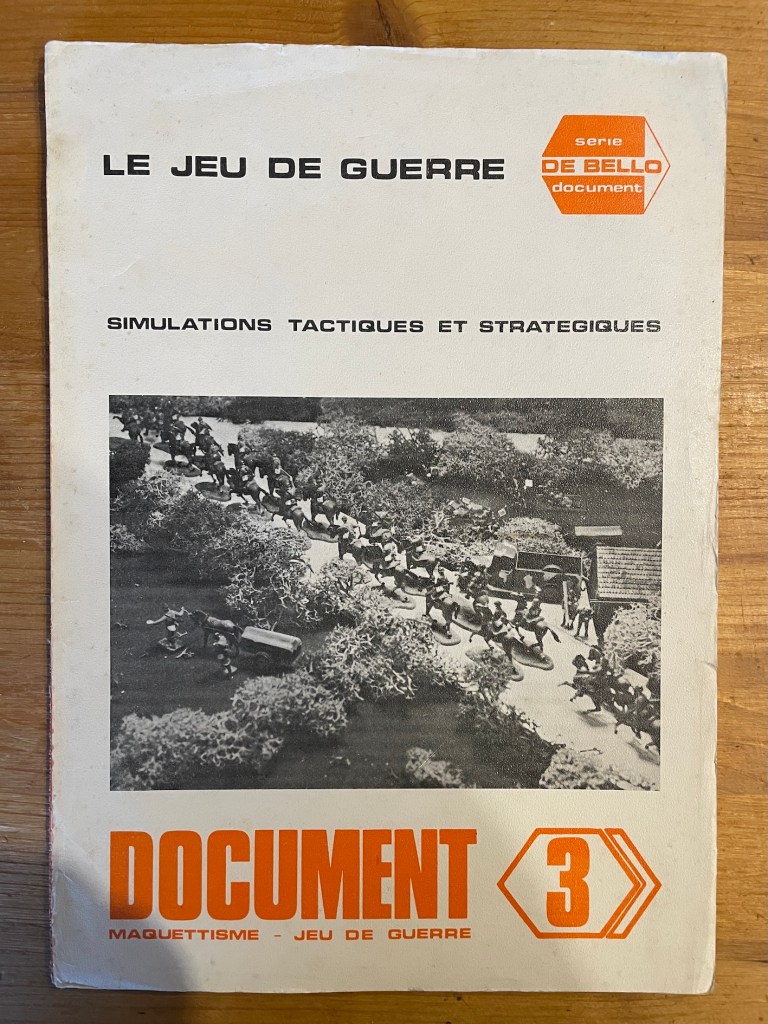 LE JEU DE GUERRE
serie
DE BELLO
document
SIMULATIONS TACTIQUES ET STRATEGIQUES
DOCUMENT 3
MAQUETTISME - JEU DE GUERRE